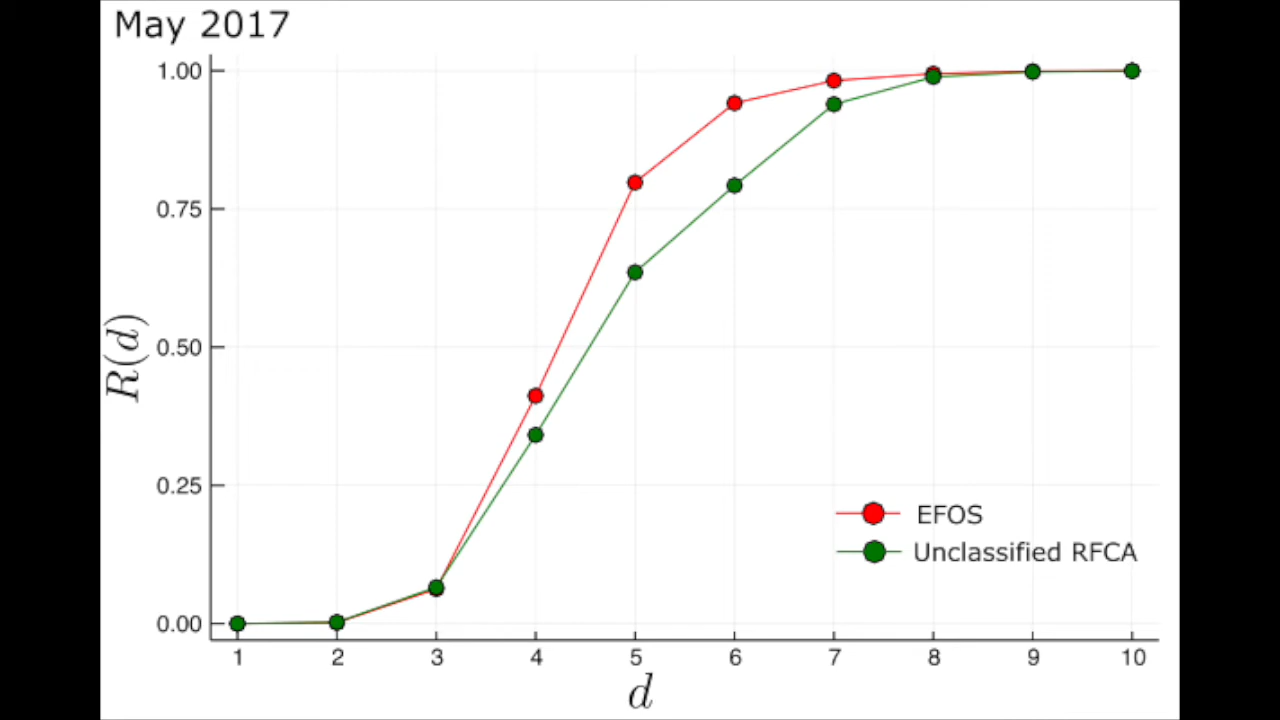 May 2017
1.00
0.75
0.50
0.25
0.00
R(d)
EFOS
Unclassified RFCA
1 2 3 4 5 6 7 8 9 10
d